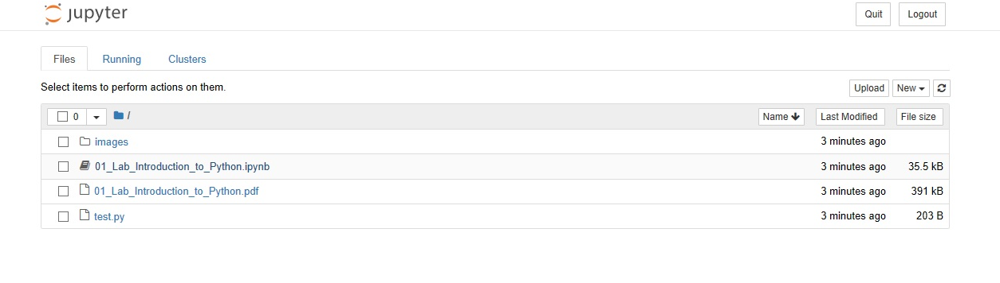 jupyter Quit Logout
Files Running Clusters
Select items to perform actions on them. Upload New
0 / Name Last Modified File size
images 3 minutes ago
01_Lab_Introduction_to_Python.ipynb 3 minutes ago 35.5 kB
01_Lab_Introduction_to_Python.pdf 3 minutes ago 391 kB
test.py 3 minutes ago 203 B